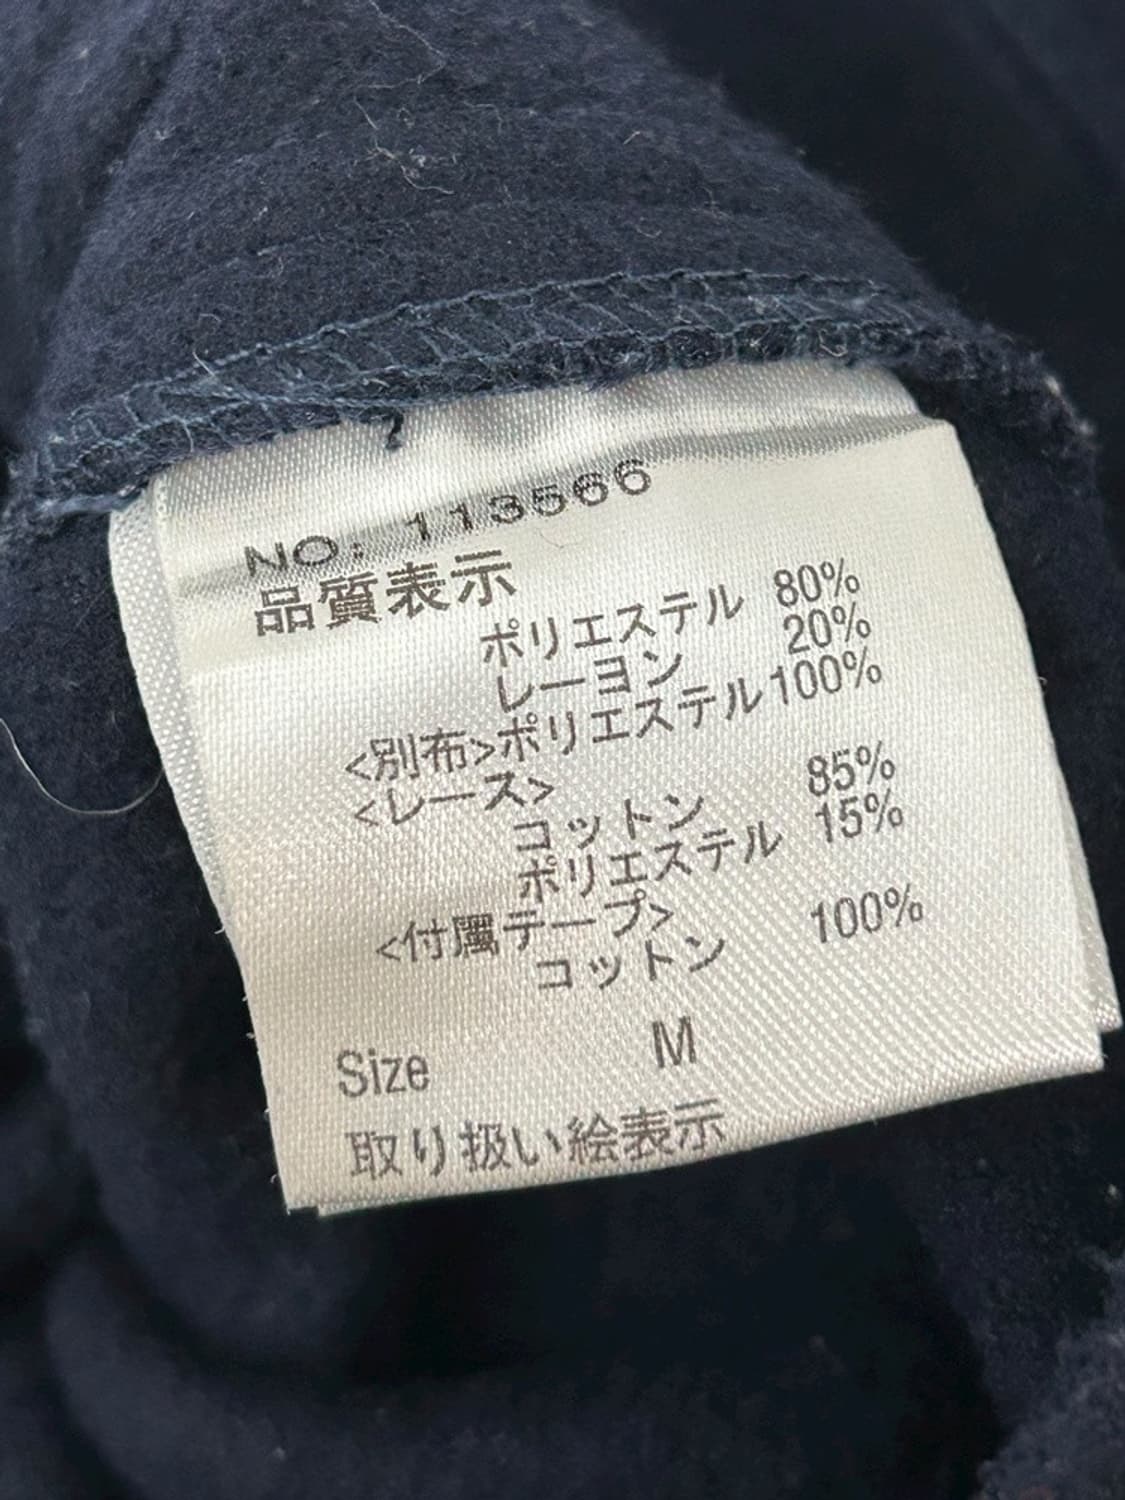 NO: 113566
品質表示
ポリエステル 80%
レーヨン 20%
<別布>ポリエステル100%
<レース>
コットン 85%
ポリエステル 15%
<付属テープ>
コットン 100%
Size M
取り扱い絵表示